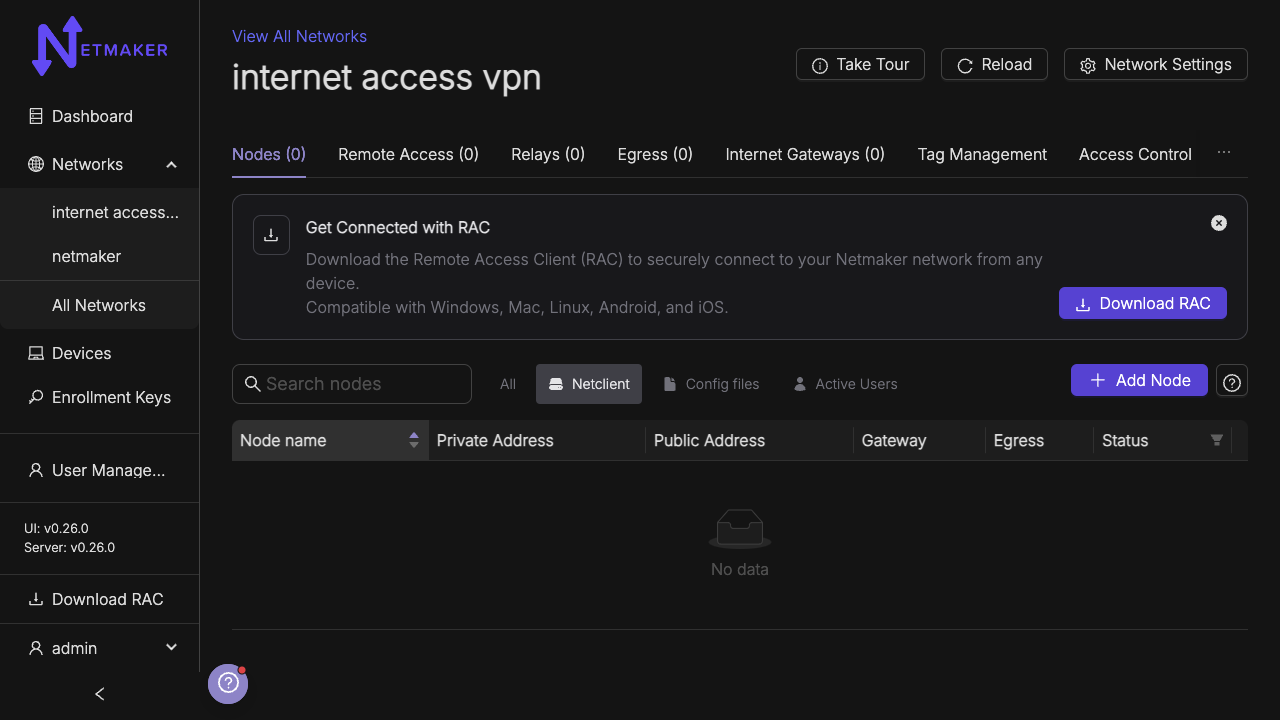 NETMAKER
Dashboard
Networks
internet access...
netmaker
All Networks
Devices
Enrollment Keys
User Manage...
UI: v0.26.0
Server: v0.26.0
Download RAC
admin
View All Networks
internet access vpn
Take Tour
Reload
Network Settings
Nodes (0)
Remote Access (0)
Relays (0)
Egress (0)
Internet Gateways (0)
Tag Management
Access Control
...
Get Connected with RAC
Download the Remote Access Client (RAC) to securely connect to your Netmaker network from any
device.
Compatible with Windows, Mac, Linux, Android, and iOS.
Download RAC
Search nodes
All
Netclient
Config files
Active Users
Add Node
Node name
Private Address
Public Address
Gateway
Egress
Status
No data